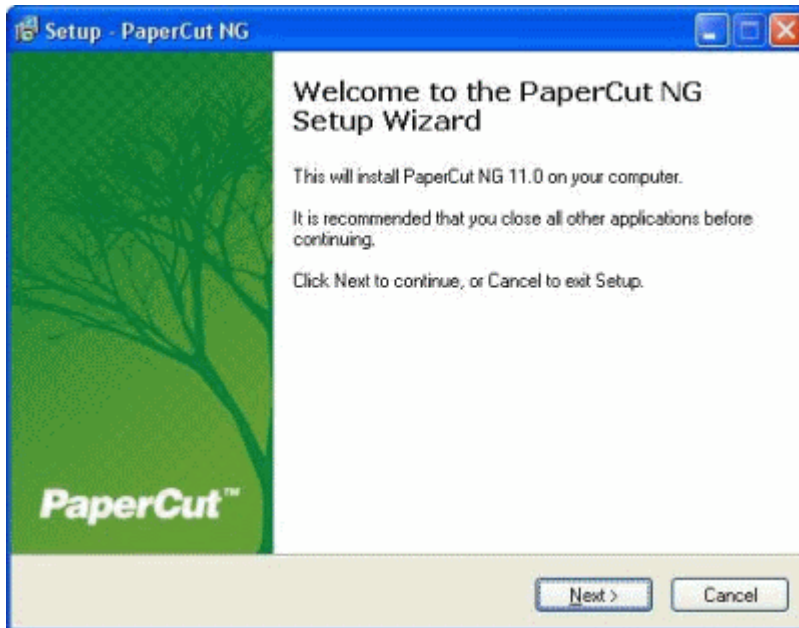 Setup - PaperCut NG
Welcome to the PaperCut NG
Setup Wizard
This will install PaperCut NG 11.0 on your computer.
It is recommended that you close all other applications before
continuing.
Click Next to continue, or Cancel to exit Setup.
PaperCut™
Next >
Cancel